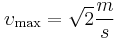 v_max = √2 m/s